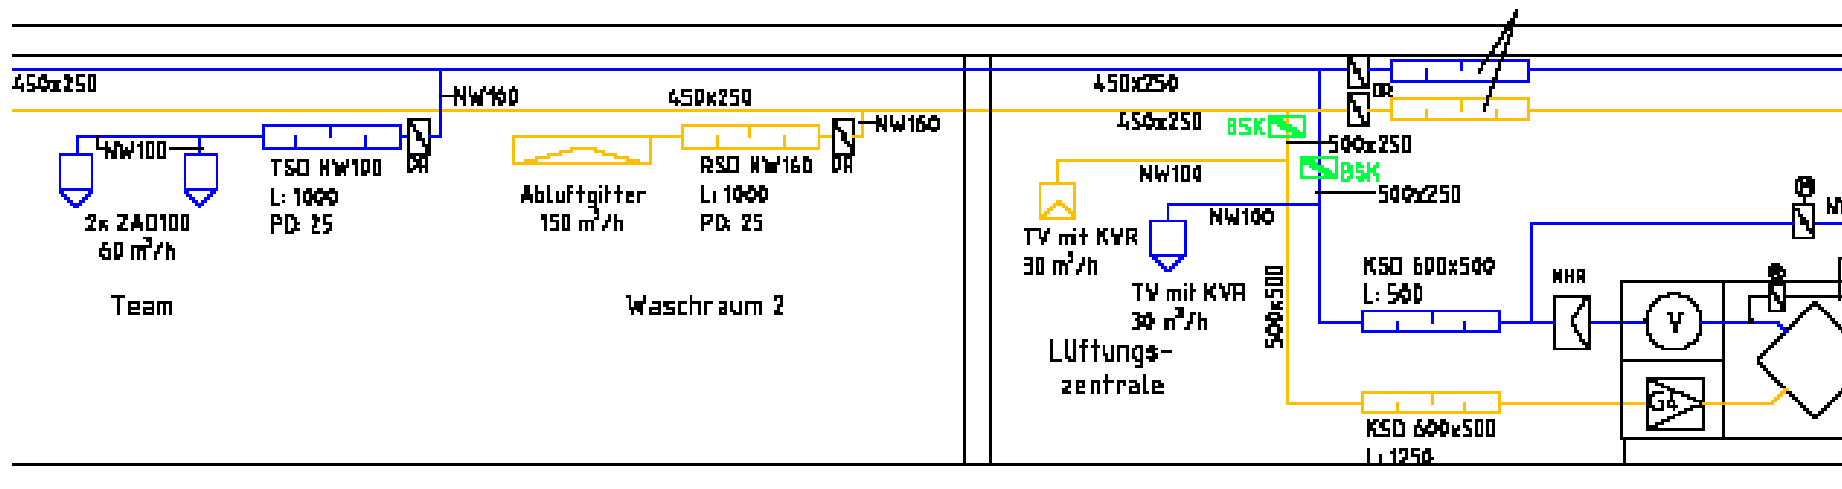 450x250
NW160
450x250
NW160
NW100
TSD NW100
L: 1000
PD: 25
DR
2x ZAD100
60 m³/h
Team
Abluftgitter
150 m³/h
RSD NW160
L: 1000
PD: 25
DR
Waschraum 2
450x250
DR
450x250
BSK
500x250
BSK
500x250
NW100
NW100
TV mit KVR
30 m³/h
TV mit KVR
30 m³/h
500x500
Lüftungs-
zentrale
KSD 600x500
L: 500
V
G4
KSD 600x500
L: 1250
M